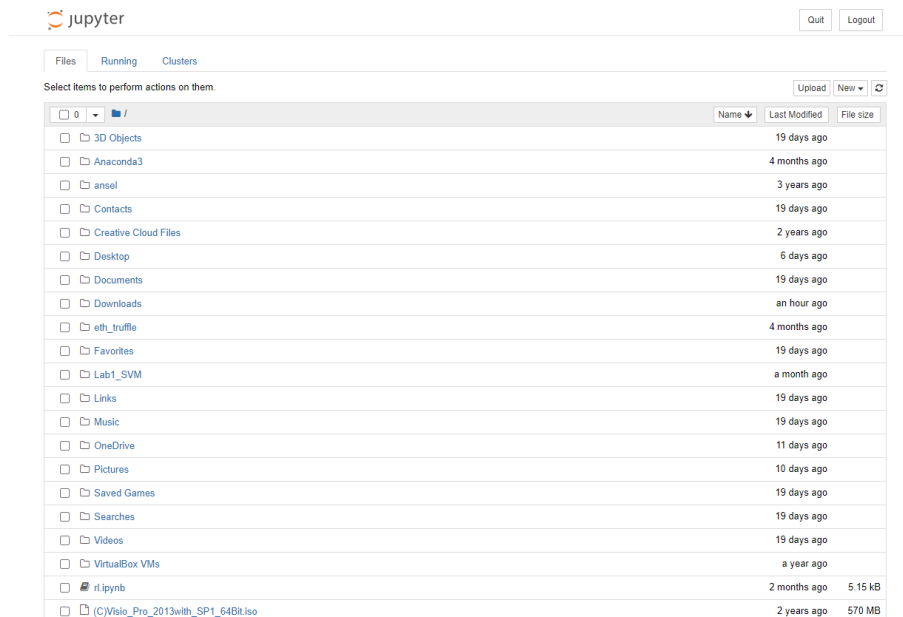 jupyter Quit Logout
Files Running Clusters
Select items to perform actions on them. Upload New
0 / Name Last Modified File size
3D Objects 19 days ago
Anaconda3 4 months ago
ansel 3 years ago
Contacts 19 days ago
Creative Cloud Files 2 years ago
Desktop 6 days ago
Documents 19 days ago
Downloads an hour ago
eth_truffle 4 months ago
Favorites 19 days ago
Lab1_SVM a month ago
Links 19 days ago
Music 19 days ago
OneDrive 11 days ago
Pictures 10 days ago
Saved Games 19 days ago
Searches 19 days ago
Videos 19 days ago
VirtualBox VMs a year ago
rl.ipynb 2 months ago 5.15 kB
(C)Visio_Pro_2013with_SP1_64Bit.iso 2 years ago 570 MB